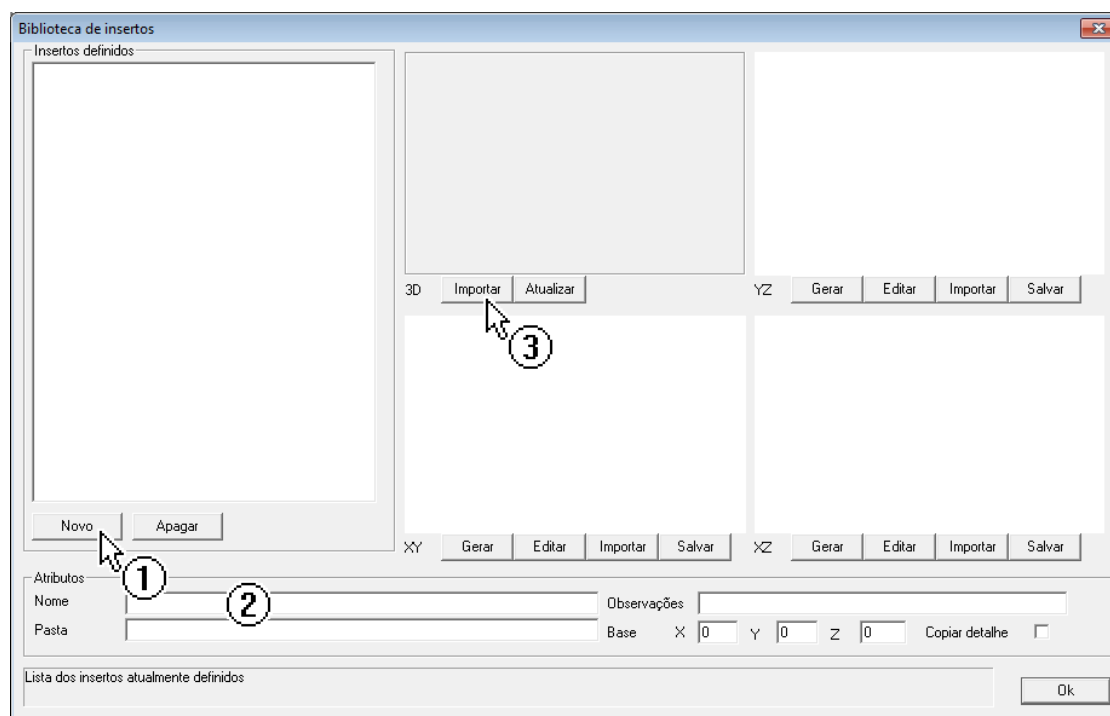 Biblioteca de insertos
Insertos definidos
3D Importar Atualizar
YZ Gerar Editar Importar Salvar
3
Novo Apagar
1
XY Gerar Editar Importar Salvar
XZ Gerar Editar Importar Salvar
Atributos
Nome
2
Observações
Pasta
Base X 0 Y 0 Z 0 Copiar detalhe
Lista dos insertos atualmente definidos
Ok